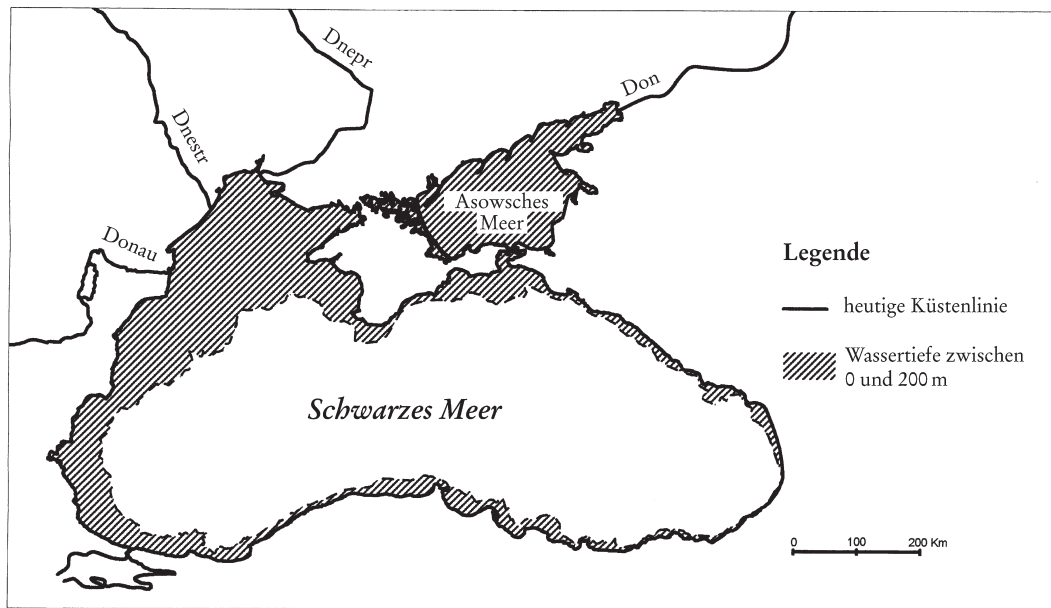 Dnepr
Don
Dnestr
Asowsches
Meer
Donau
Legende
heutige Küstenlinie
Wassertiefe zwischen
0 und 200 m
Schwarzes Meer
0 100 200 Km